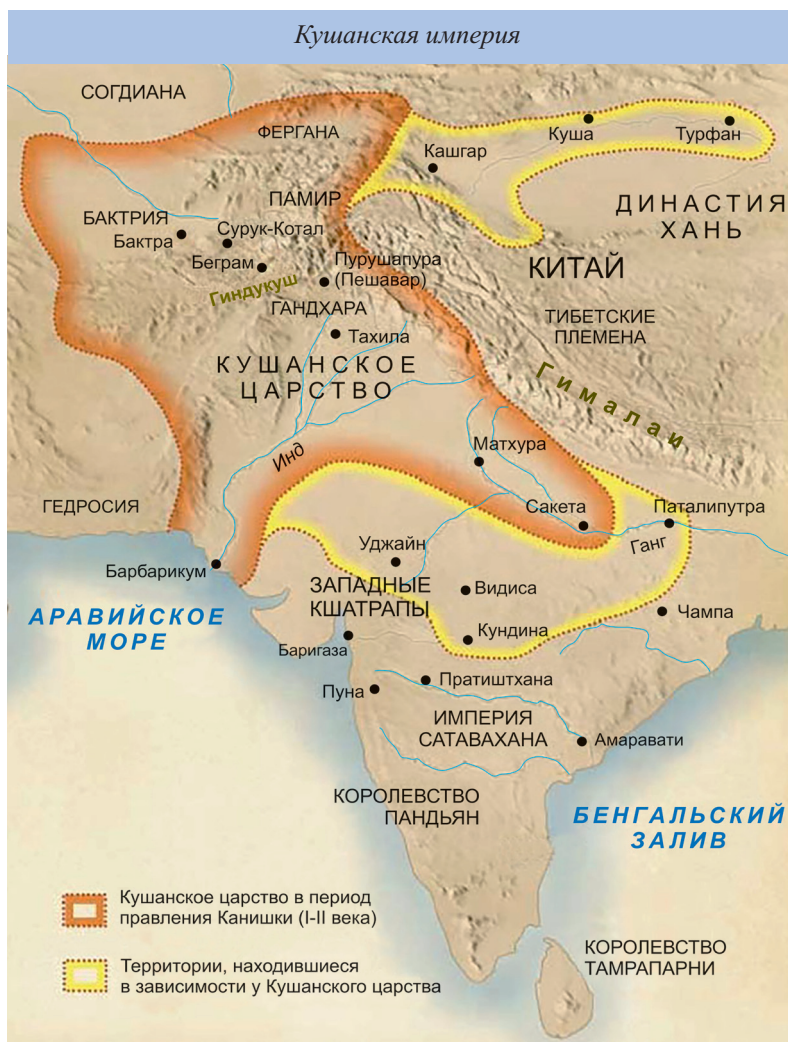 Кушанская империя
СОГДИАНА
ФЕРГАНА
Куша
Турфан
Кашгар
ПАМИР
ДИНАСТИЯ
ХАНЬ
БАКТРИЯ
Бактра
Сурук-Котал
Беграм
Пурушапура
(Пешавар)
КИТАЙ
Гиндукуш
ГАНДХАРА
ТИБЕТСКИЕ
ПЛЕМЕНА
Тахила
КУШАНСКОЕ
ЦАРСТВО
Гималаи
Матхура
Инд
ГЕДРОСИЯ
Сакета
Паталипутра
Ганг
Уджайн
Барбарикум
ЗАПАДНЫЕ
КШАТРАПЫ
Видиса
АРАВИЙСКОЕ
МОРЕ
Чампа
Кундина
Баригаза
Пратиштхана
Пуна
ИМПЕРИЯ
САТАВАХАНА
Амаравати
КОРОЛЕВСТВО
ПАНДЬЯН
БЕНГАЛЬСКИЙ
ЗАЛИВ
Кушанское царство в период
правления Канишки (I-II века)
КОРОЛЕВСТВО
ТАМРАПАРНИ
Территории, находившиеся
в зависимости у Кушанского царства